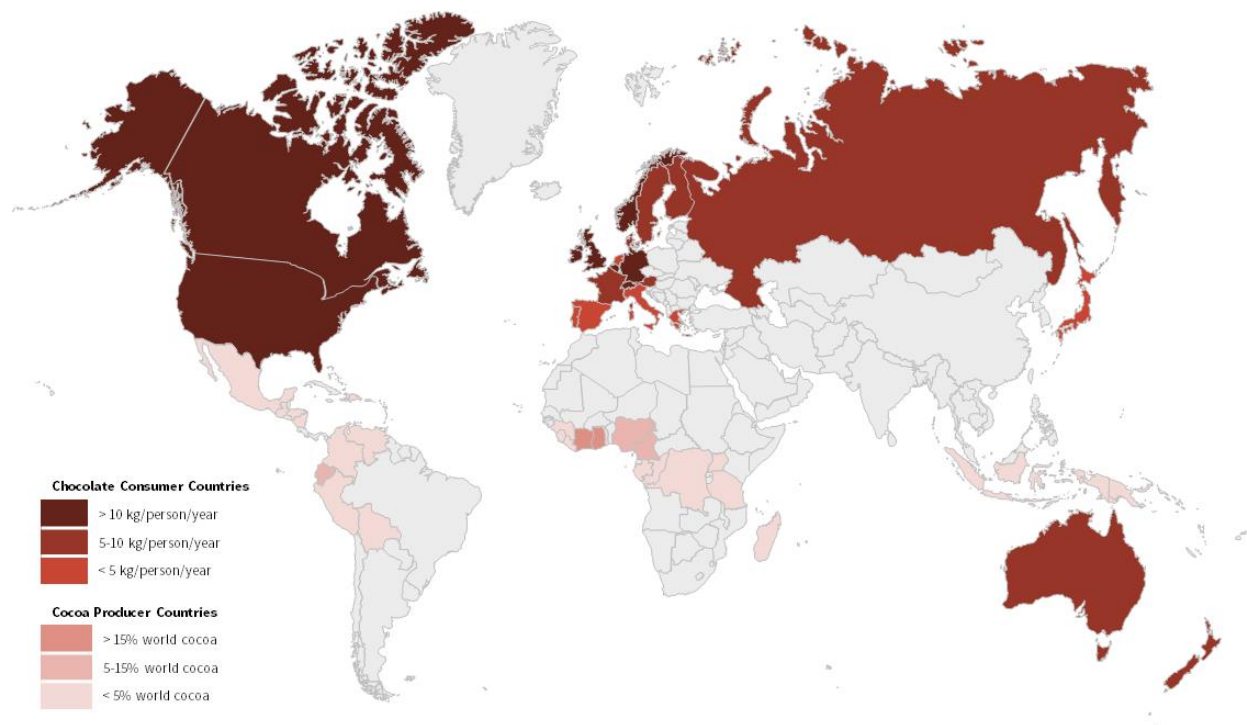 Chocolate Consumer Countries
> 10 kg/person/year
5-10 kg/person/year
< 5 kg/person/year
Cocoa Producer Countries
> 15% world cocoa
5-15% world cocoa
< 5% world cocoa